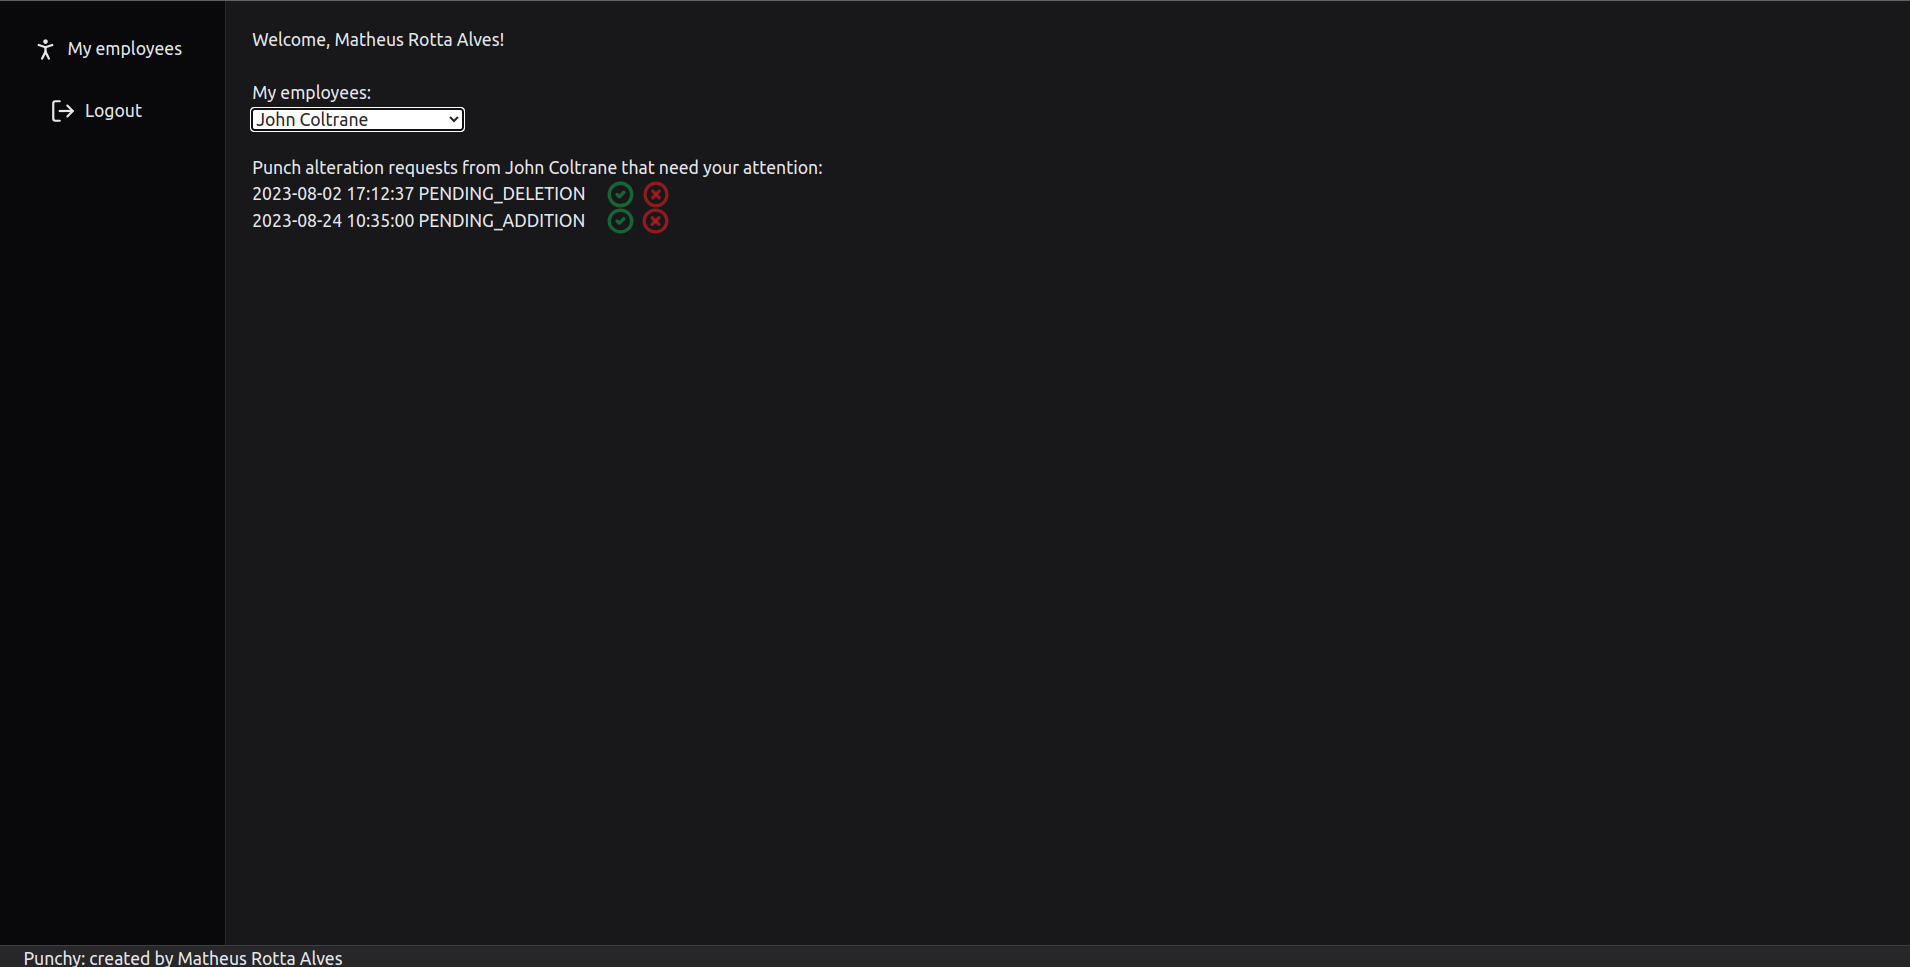 My employees
Logout
Welcome, Matheus Rotta Alves!
My employees:
John Coltrane
Punch alteration requests from John Coltrane that need your attention:
2023-08-02 17:12:37 PENDING_DELETION
2023-08-24 10:35:00 PENDING_ADDITION
Punchy: created by Matheus Rotta Alves